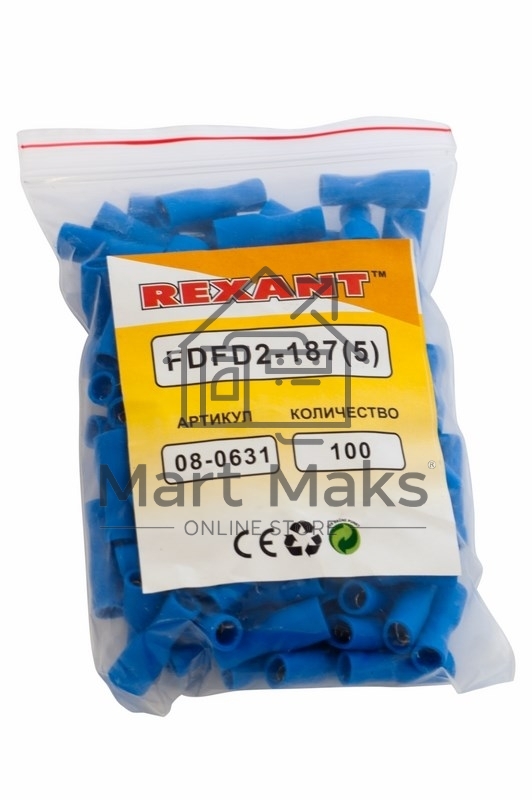 REXANT™
FDFD2-187(5)
АРТИКУЛ КОЛИЧЕСТВО
08-0631 100
Mart Maks®
ONLINE STORE
CE